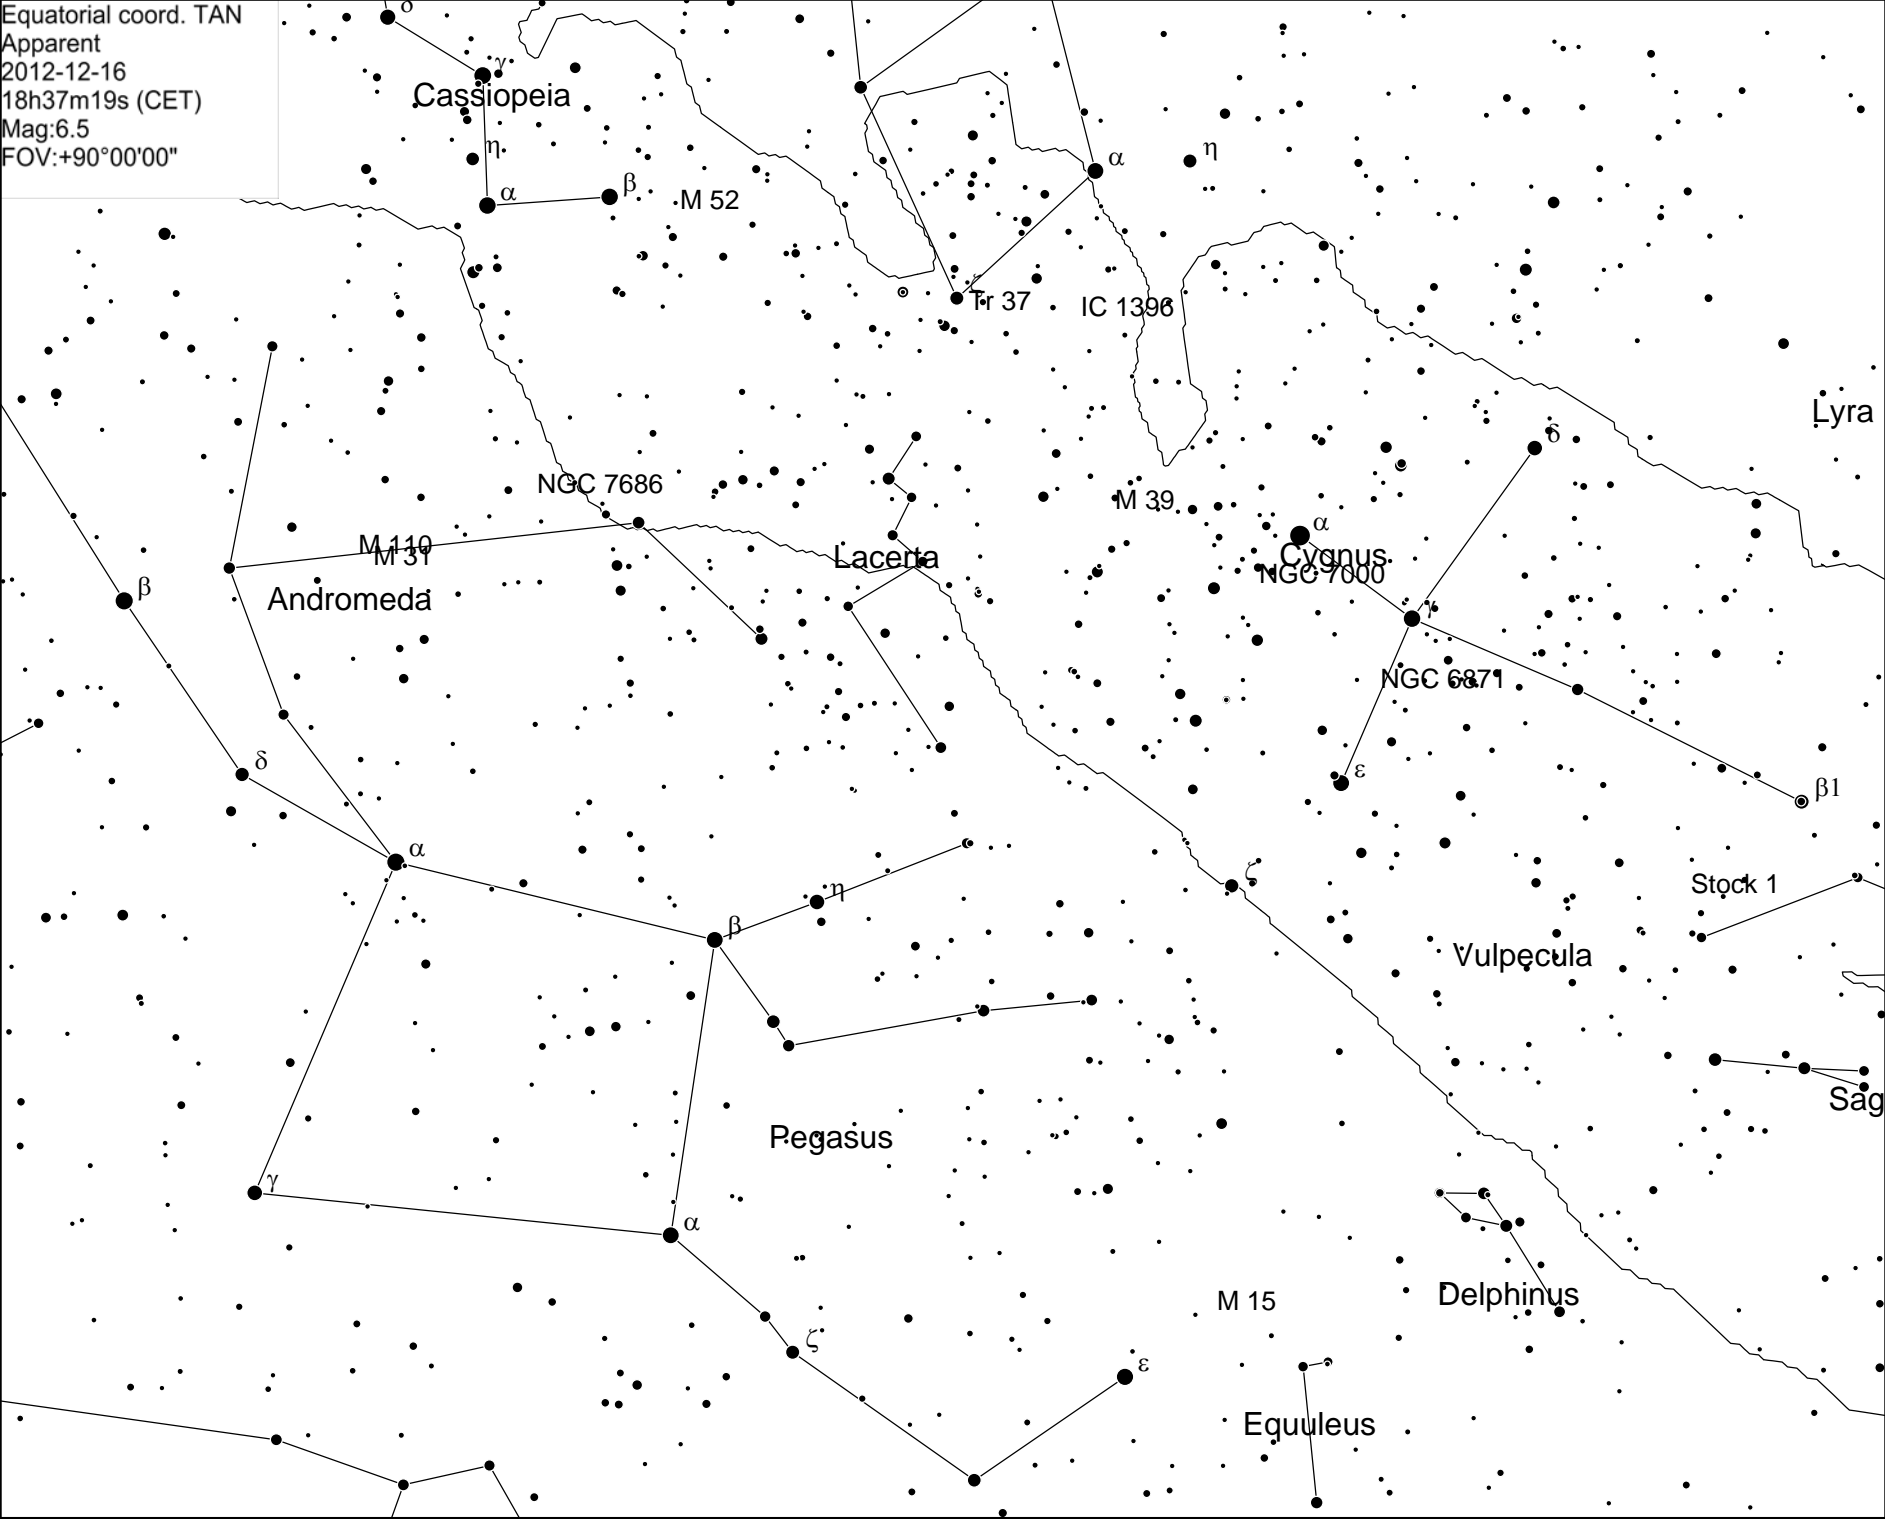 Equatorial coord. TAN
Apparent
2012-12-16
18h37m19s (CET)
Mag:6.5
FOV:+90°00'00"
δ
γ
Cassiopeia
η
α
β
M 52
α
η
ζ
Tr 37
IC 1396
Lyra
δ
NGC 7686
M 39
α
M 110
M 31
Lacerta
Cygnus
NGC 7000
β
Andromeda
γ
NGC 6871
δ
ε
β1
α
ζ
Stock 1
η
β
Vulpecula
Sag
Pegasus
γ
α
M 15
Delphinus
ζ
ε
Equuleus